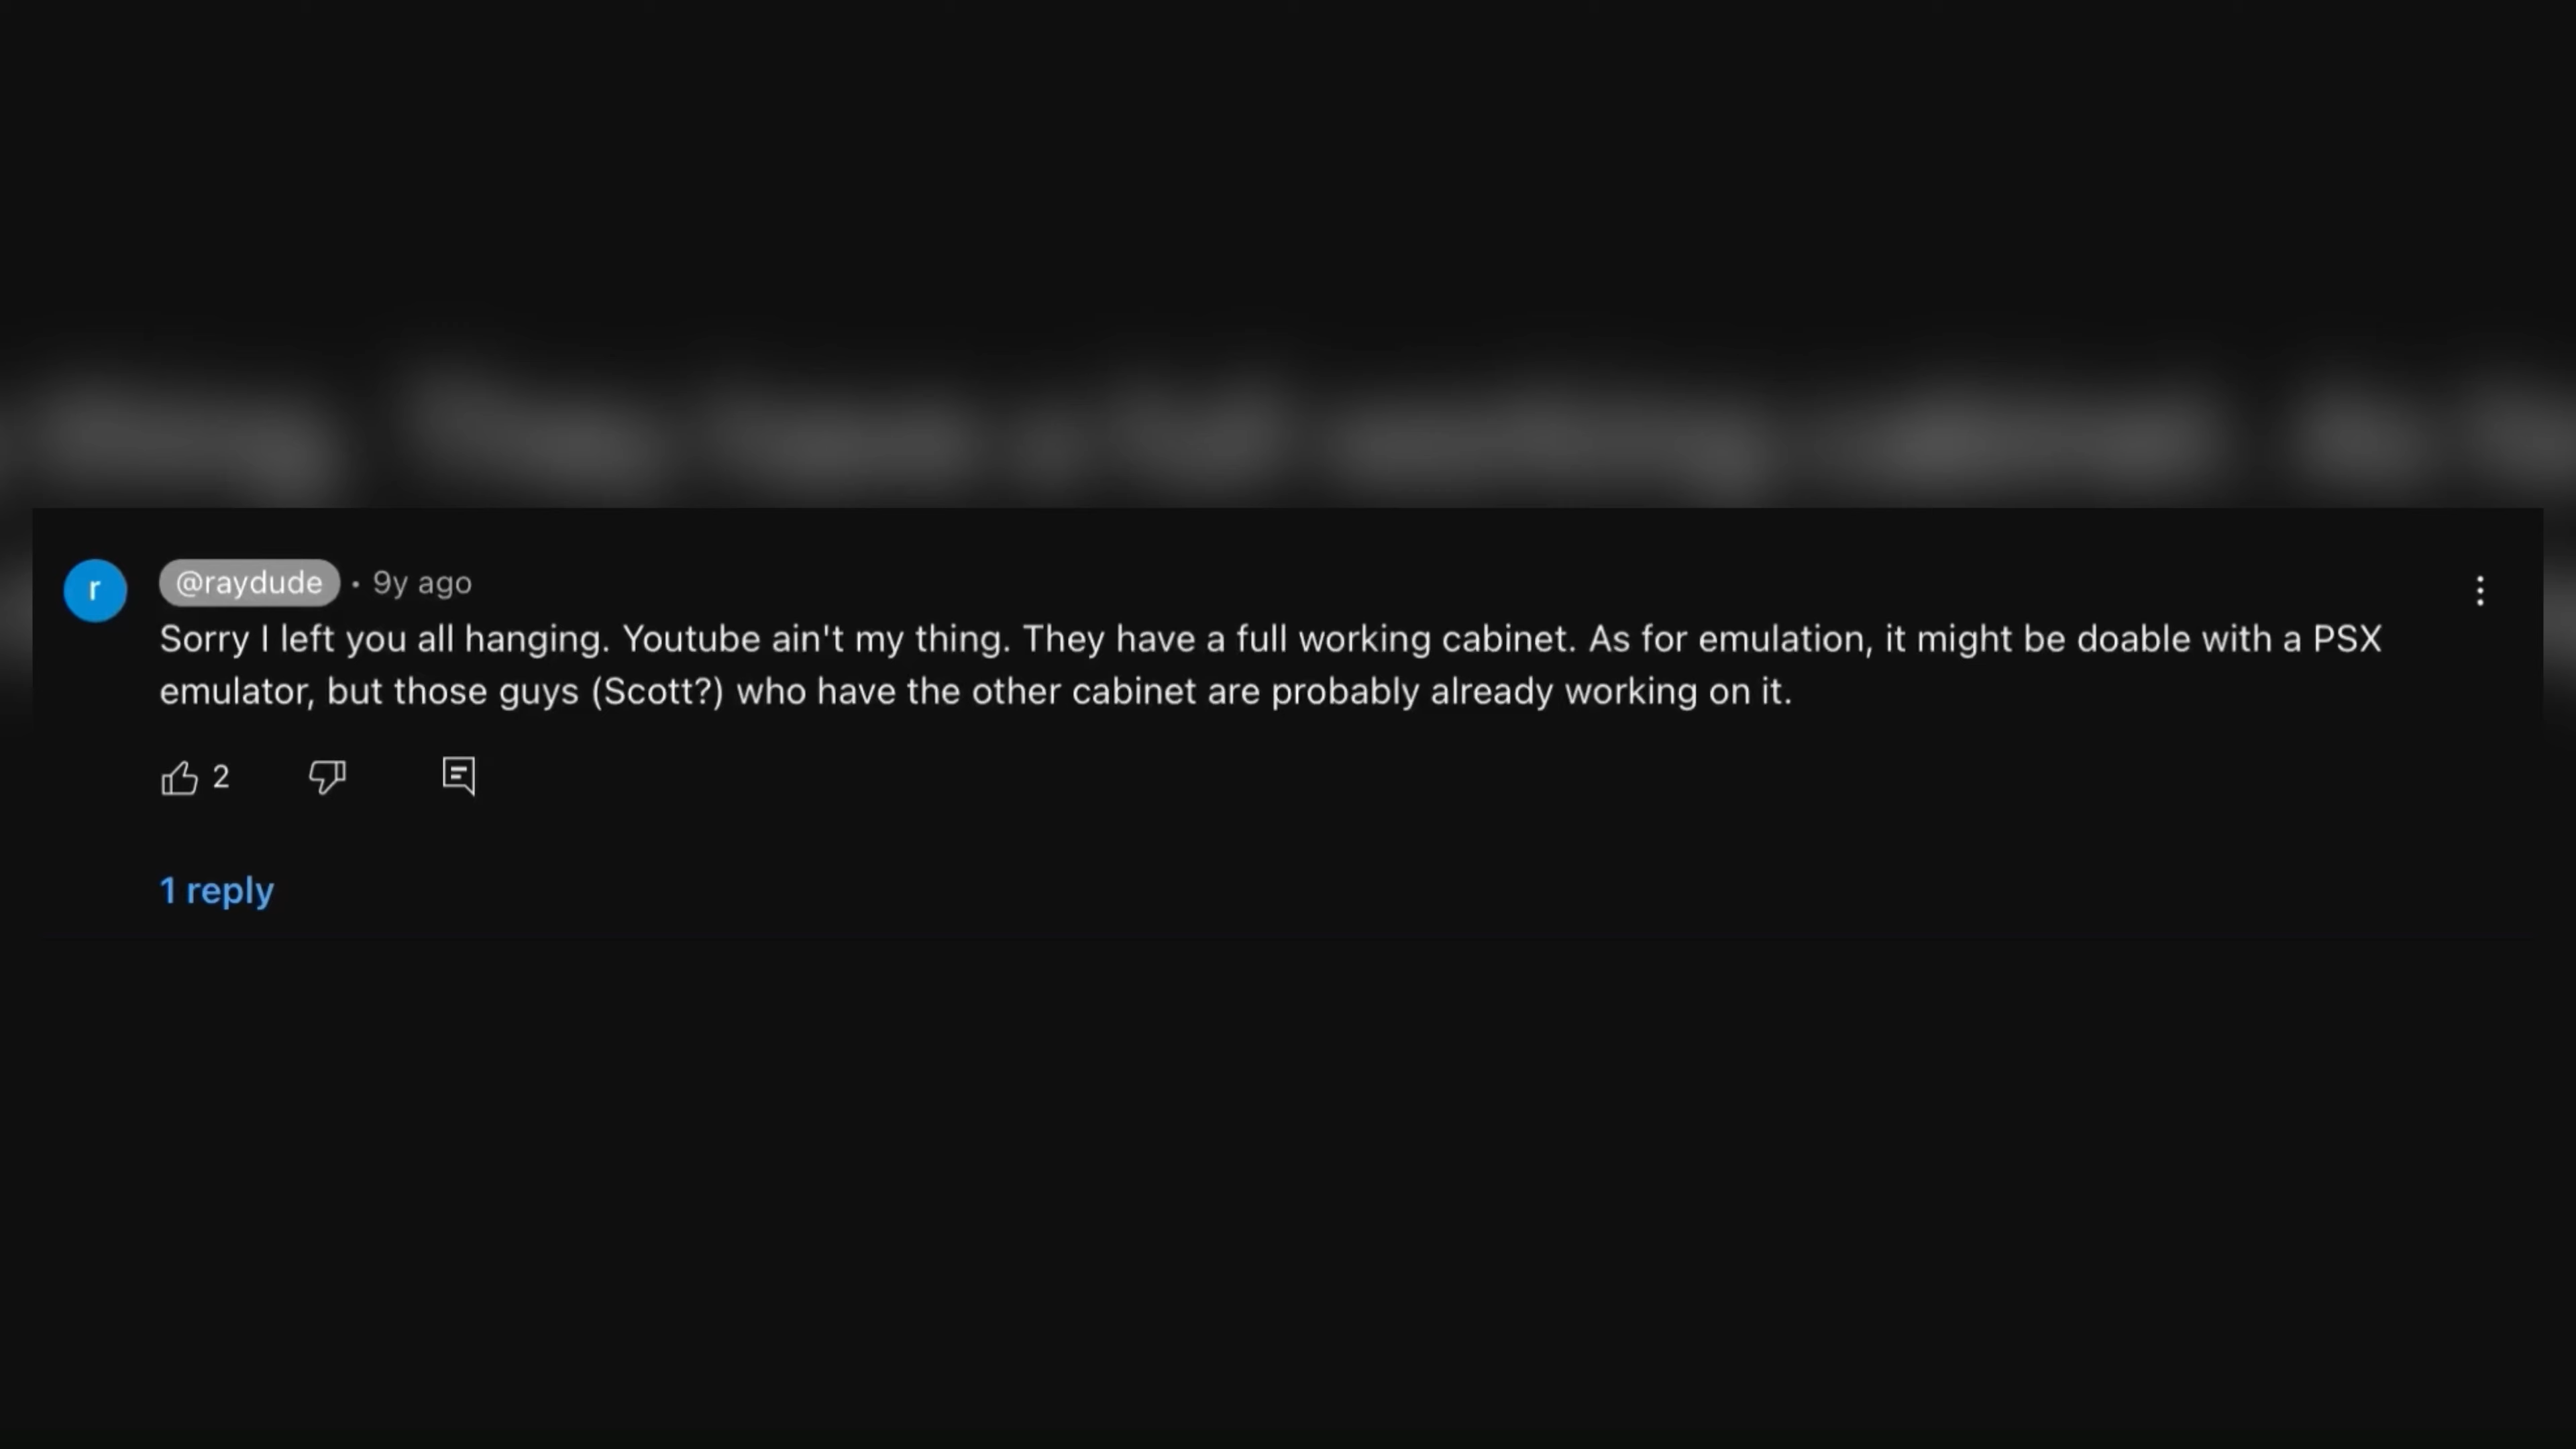 r
@raydude • 9y ago
Sorry I left you all hanging. Youtube ain't my thing. They have a full working cabinet. As for emulation, it might be doable with a PSX
emulator, but those guys (Scott?) who have the other cabinet are probably already working on it.
2
1 reply